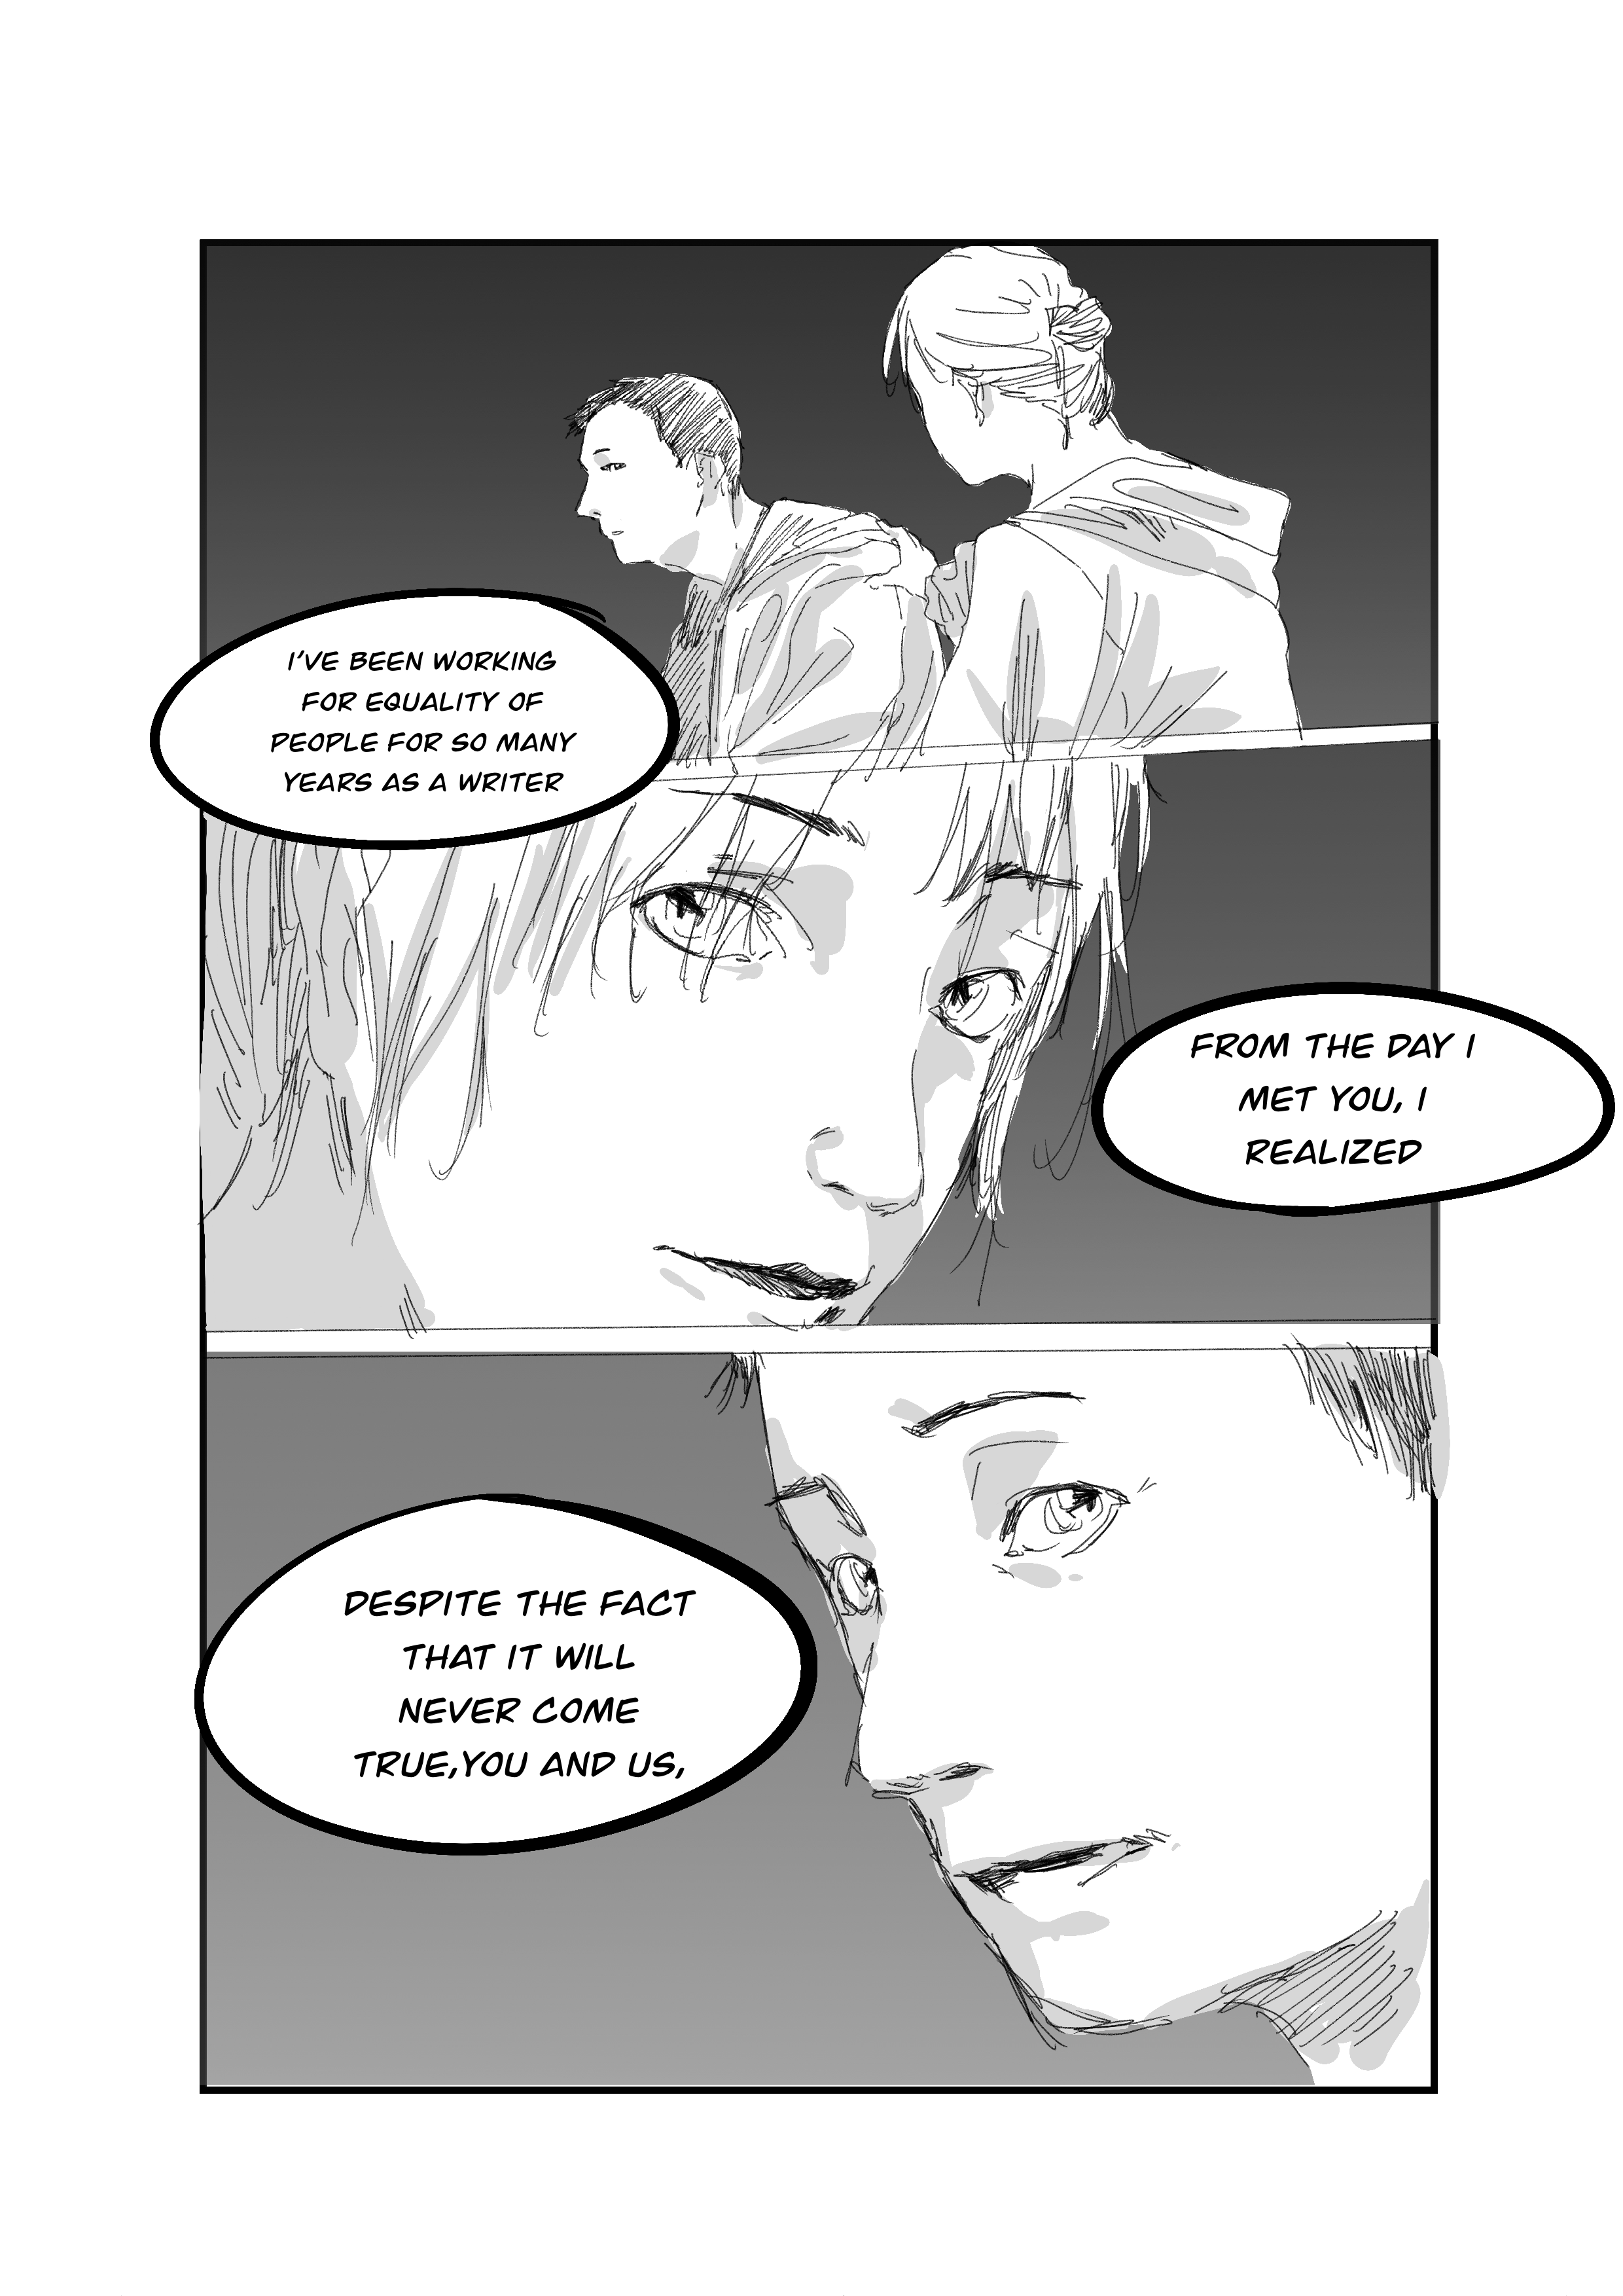 I'VE BEEN WORKING
FOR EQUALITY OF
PEOPLE FOR SO MANY
YEARS AS A WRITER
FROM THE DAY I
MET YOU, I
REALIZED
DESPITE THE FACT
THAT IT WILL
NEVER COME
TRUE,YOU AND US,